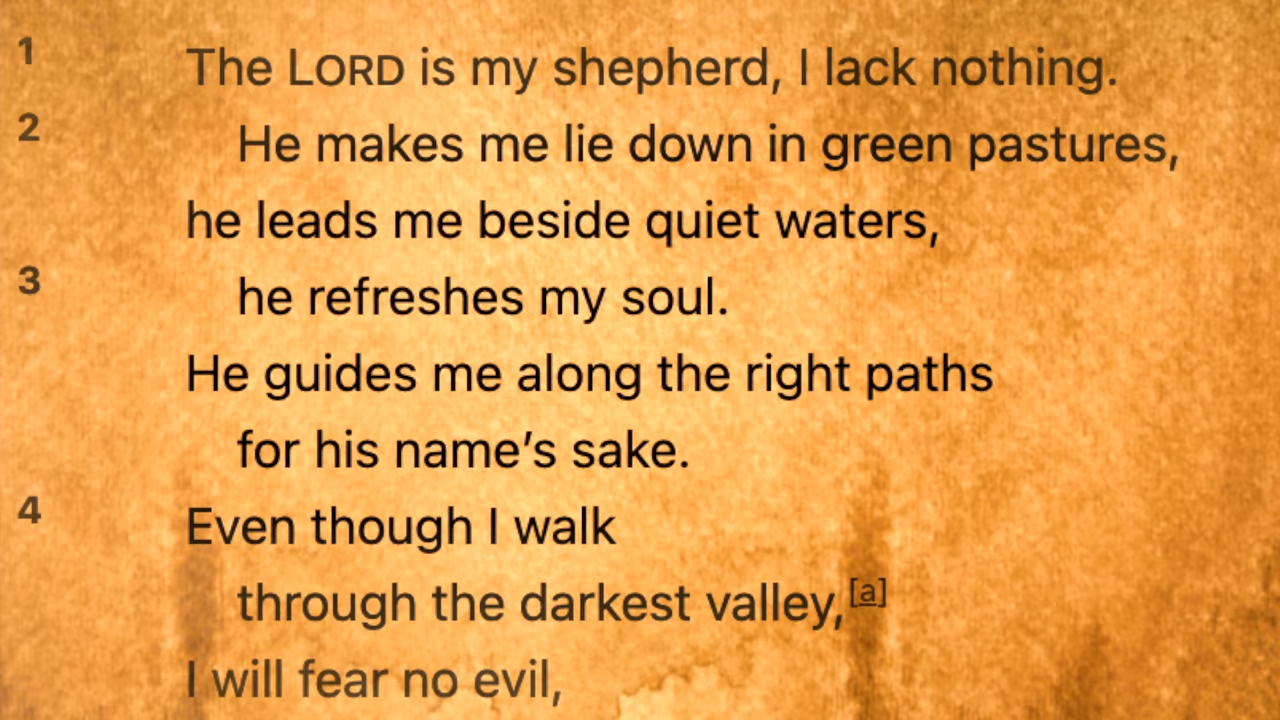 1 The LORD is my shepherd, I lack nothing.
2 He makes me lie down in green pastures,
he leads me beside quiet waters,
3 he refreshes my soul.
He guides me along the right paths
for his name’s sake.
4 Even though I walk
through the darkest valley,[a]
I will fear no evil,